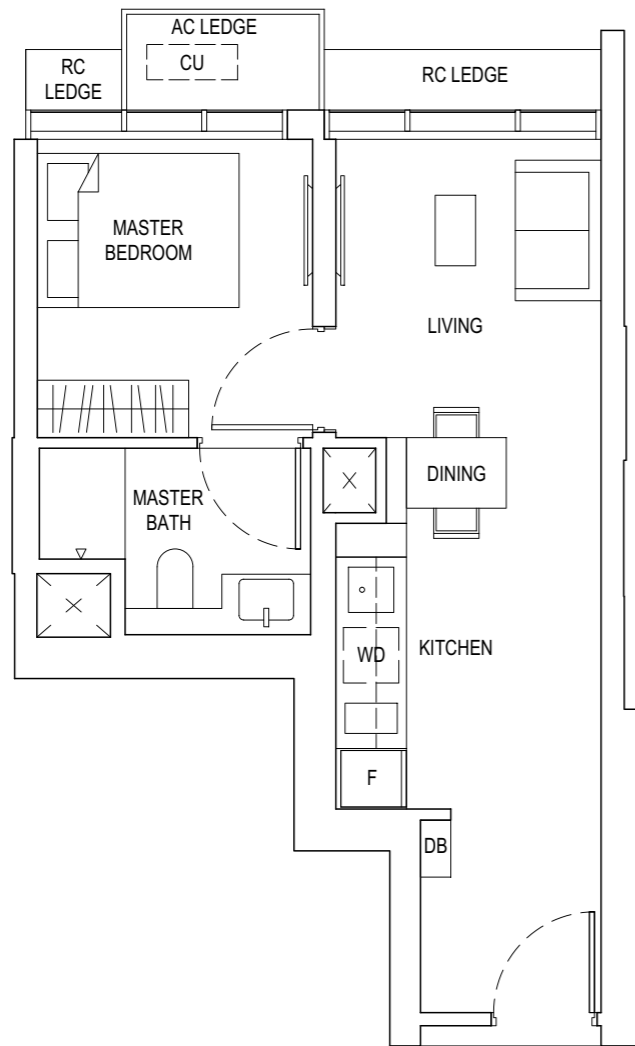 AC LEDGE
CU
RC
LEDGE
RC LEDGE
MASTER
BEDROOM
LIVING
DINING
MASTER
BATH
KITCHEN
WD
F
DB